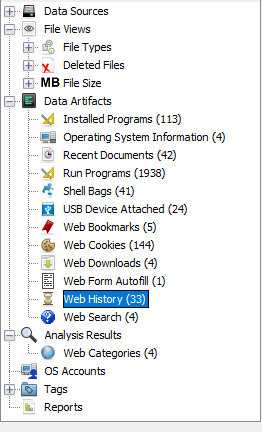 Data Sources
File Views
File Types
Deleted Files
MB File Size
Data Artifacts
Installed Programs (113)
Operating System Information (4)
Recent Documents (42)
Run Programs (1938)
Shell Bags (41)
USB Device Attached (24)
Web Bookmarks (5)
Web Cookies (144)
Web Downloads (4)
Web Form Autofill (1)
Web History (33)
Web Search (4)
Analysis Results
Web Categories (4)
OS Accounts
Tags
Reports